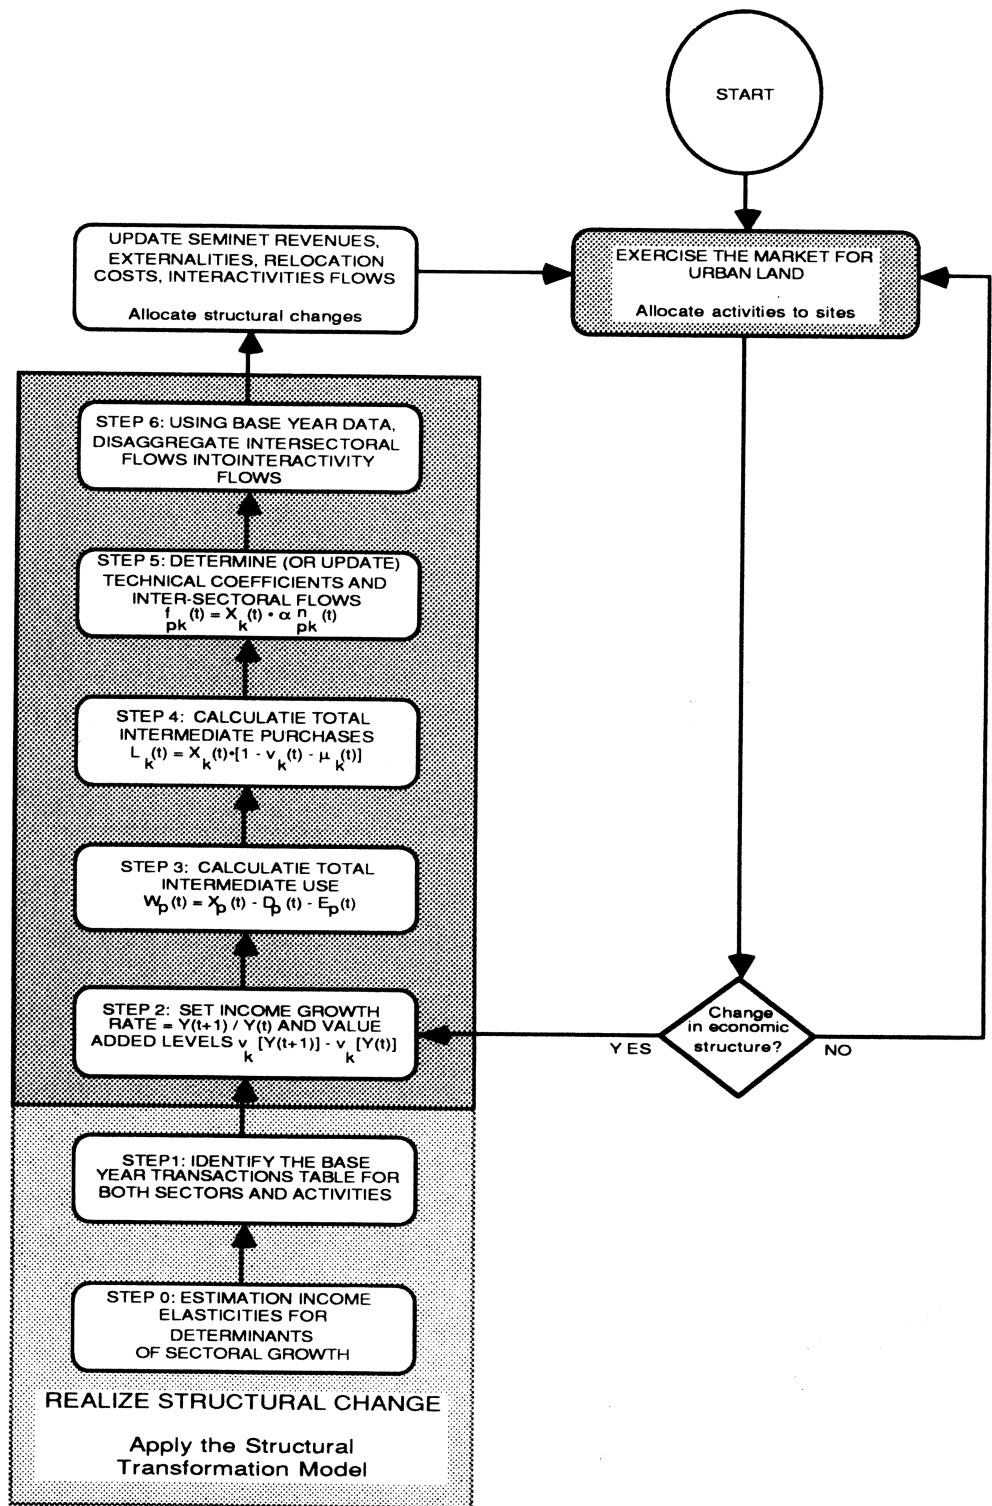 START
UPDATE SEMINET REVENUES,
EXTERNALITIES, RELOCATION
COSTS, INTERACTIVITIES FLOWS
Allocate structural changes
EXERCISE THE MARKET FOR
URBAN LAND
Allocate activities to sites
STEP 6: USING BASE YEAR DATA,
DISAGGREGATE INTERSECTORAL
FLOWS INTOINTERACTIVITY
FLOWS
STEP 5: DETERMINE (OR UPDATE)
TECHNICAL COEFFICIENTS AND
INTER-SECTORAL FLOWS
f pk (t) = X k (t) • α n pk (t)
STEP 4: CALCULATIE TOTAL
INTERMEDIATE PURCHASES
L k (t) = X k (t)•[1 - v k (t) - μ k (t)]
STEP 3: CALCULATIE TOTAL
INTERMEDIATE USE
W p (t) = X p (t) - D p (t) - E p (t)
STEP 2: SET INCOME GROWTH
RATE = Y(t+1) / Y(t) AND VALUE
ADDED LEVELS v k [Y(t+1)] - v k [Y(t)]
Change
in economic
structure?
YES
NO
STEP1: IDENTIFY THE BASE
YEAR TRANSACTIONS TABLE FOR
BOTH SECTORS AND ACTIVITIES
STEP 0: ESTIMATION INCOME
ELASTICITIES FOR
DETERMINANTS
OF SECTORAL GROWTH
REALIZE STRUCTURAL CHANGE
Apply the Structural
Transformation Model